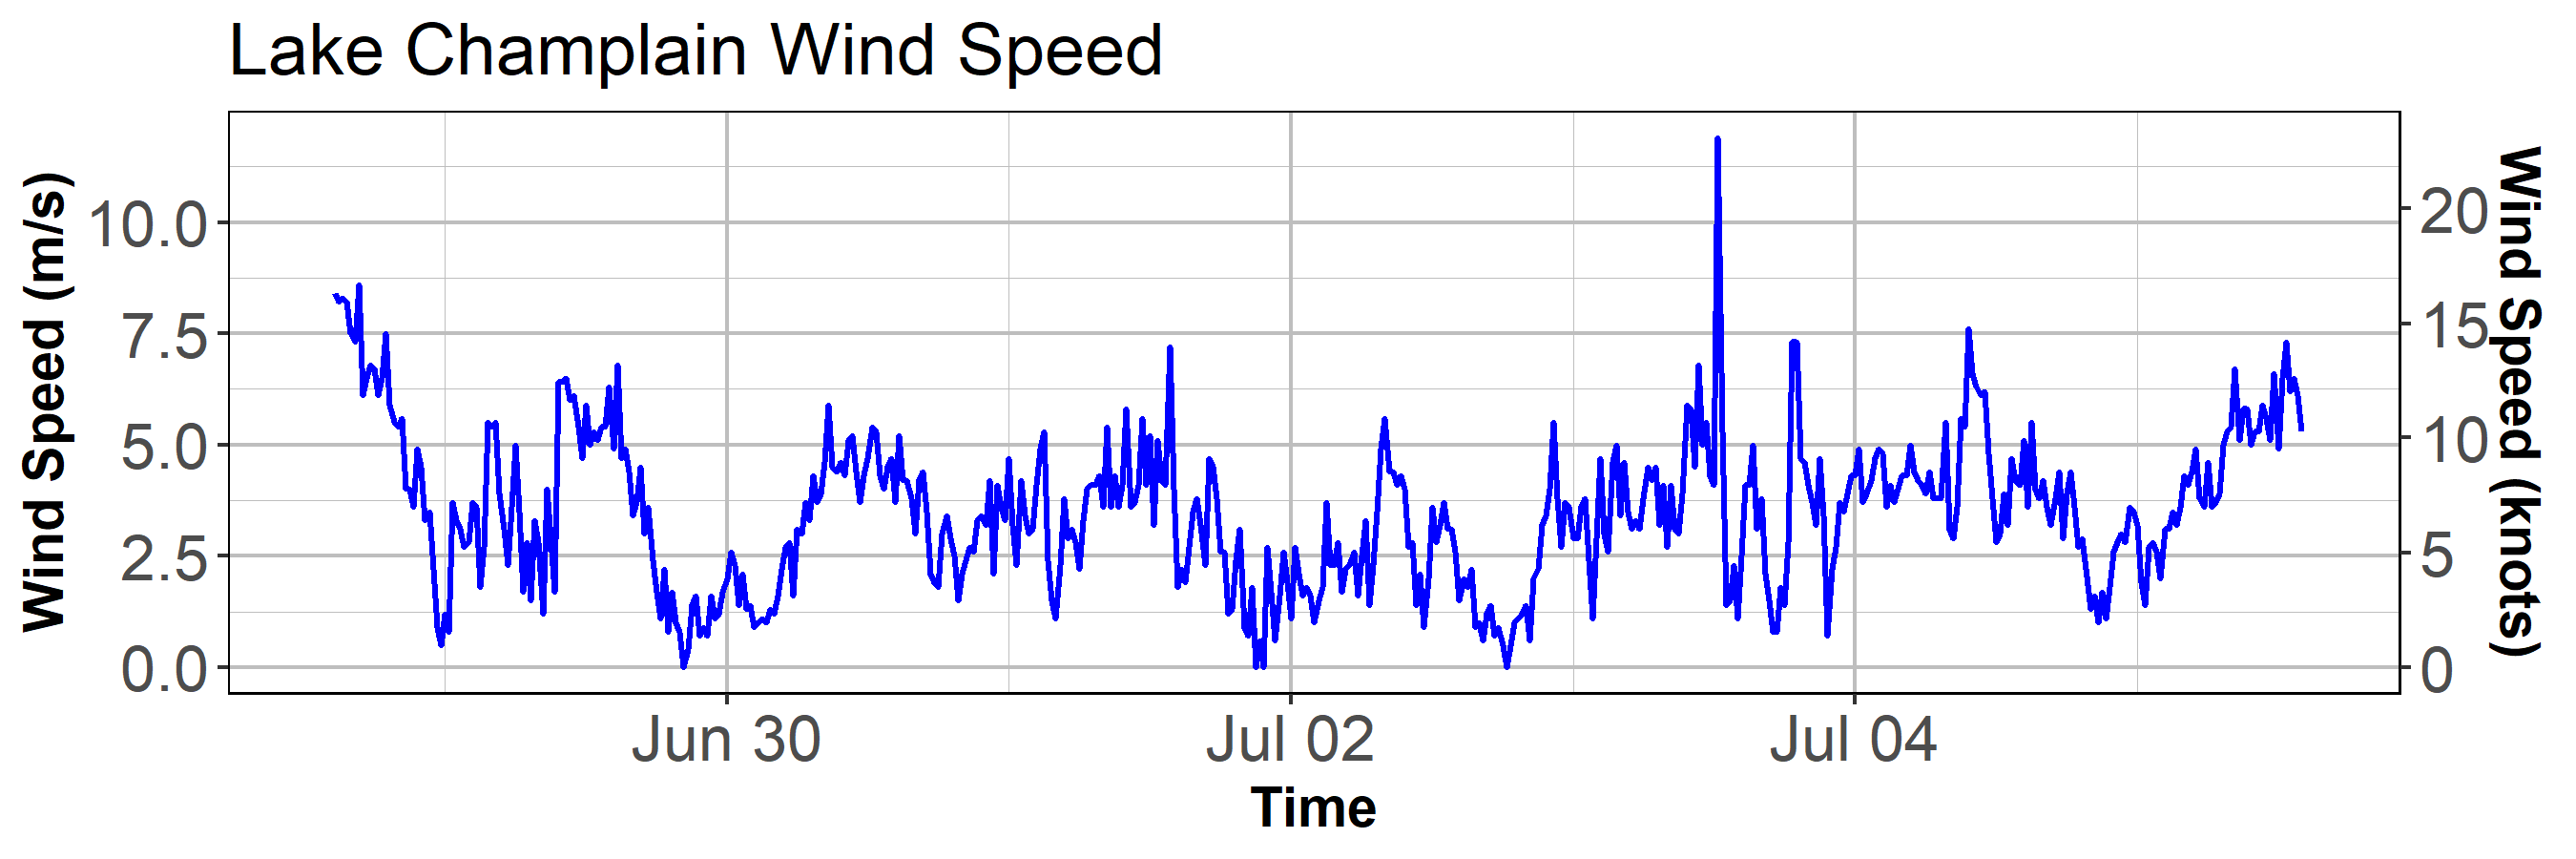 Lake Champlain Wind Speed
Wind Speed (m/s)
10.0
7.5
5.0
2.5
0.0
20
15
10
5
0
Wind Speed (knots)
Jun 30
Jul 02
Jul 04
Time